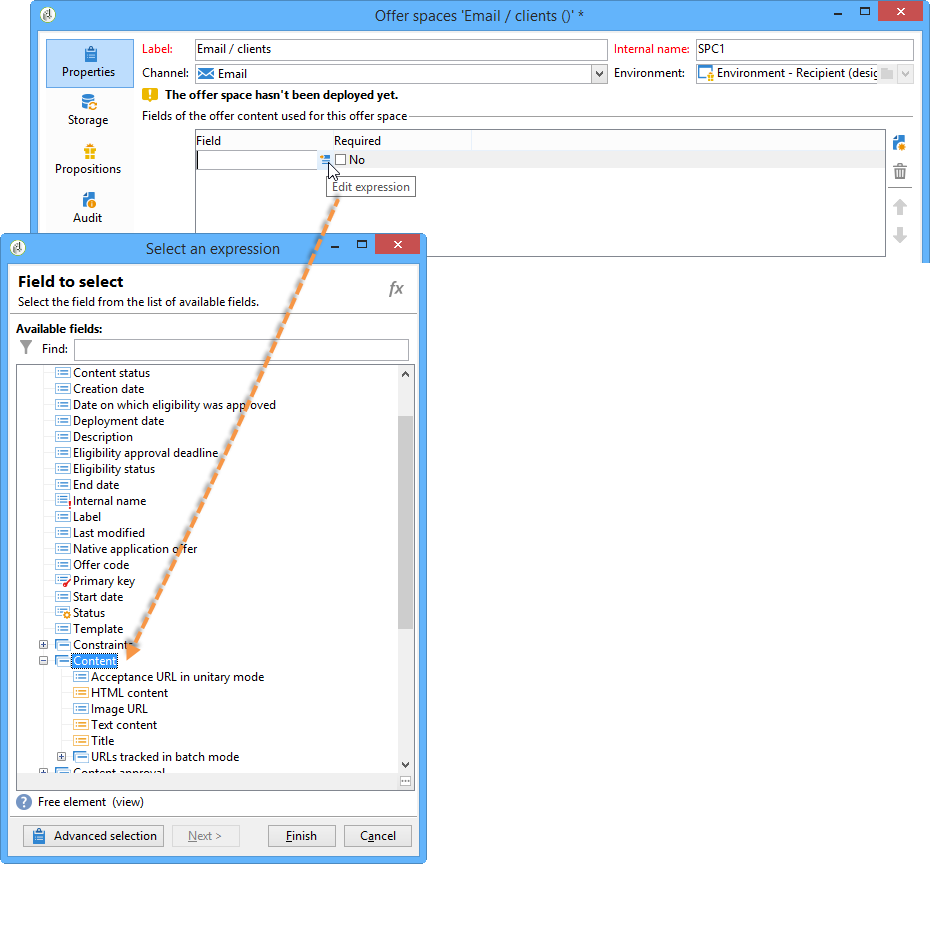 Offer spaces 'Email / clients ()' *
Properties
Storage
Propositions
Audit
Label: Email / clients Internal name: SPC1
Channel: Email Environment: Environment - Recipient (desig
The offer space hasn't been deployed yet.
Fields of the offer content used for this offer space
Field Required
No
Edit expression
Select an expression
Field to select
Select the field from the list of available fields.
fx
Available fields:
Find:
Content status
Creation date
Date on which eligibility was approved
Deployment date
Description
Eligibility approval deadline
Eligibility status
End date
Internal name
Label
Last modified
Native application offer
Offer code
Primary key
Start date
Status
Template
Constraints
Content
Acceptance URL in unitary mode
HTML content
Image URL
Text content
Title
URLs tracked in batch mode
Content approval
Free element (view)
Advanced selection Next > Finish Cancel